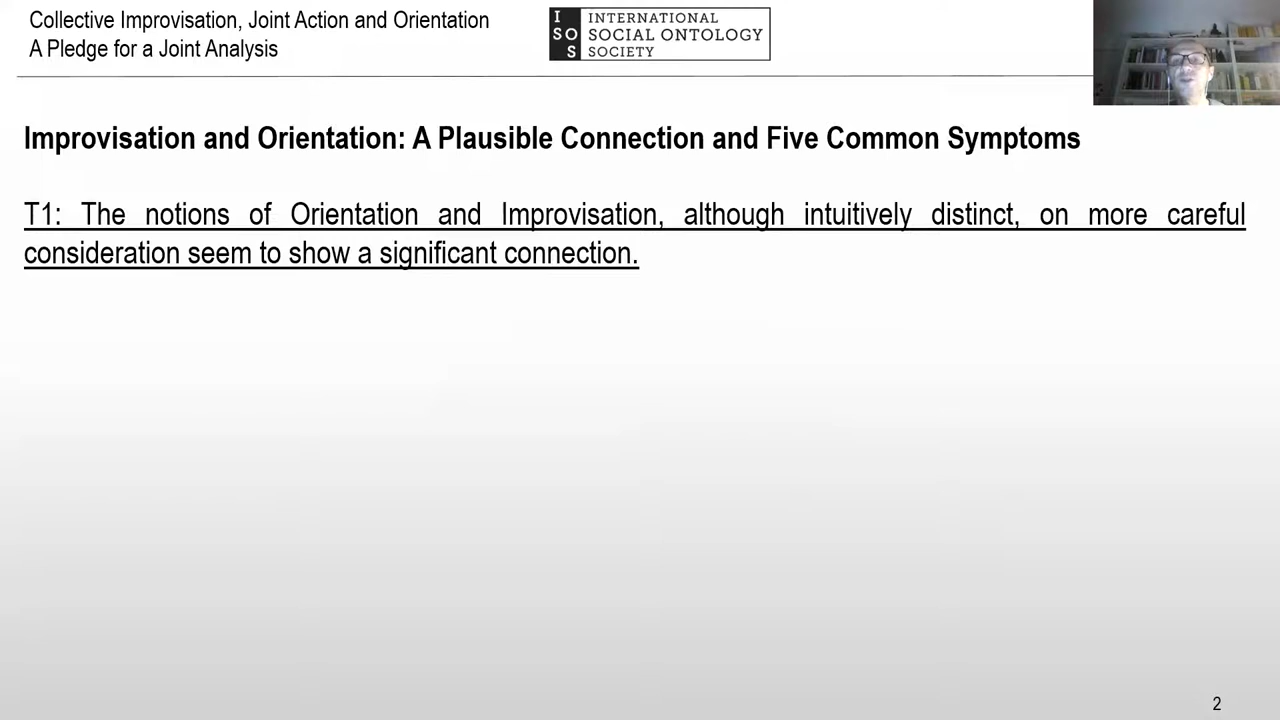 Collective Improvisation, Joint Action and Orientation
A Pledge for a Joint Analysis
I
SO
S
INTERNATIONAL
SOCIAL ONTOLOGY
SOCIETY
Improvisation and Orientation: A Plausible Connection and Five Common Symptoms
T1: The notions of Orientation and Improvisation, although intuitively distinct, on more careful
consideration seem to show a significant connection.
2